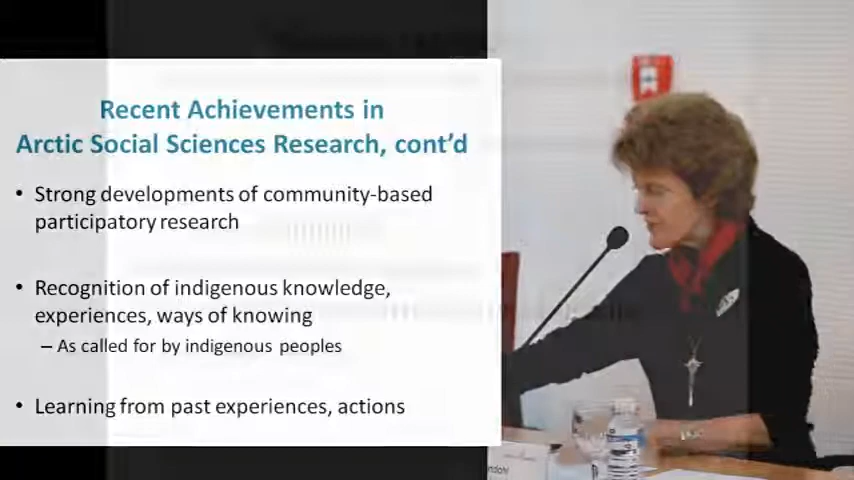 Recent Achievements in
Arctic Social Sciences Research, cont’d
• Strong developments of community-based
participatory research
• Recognition of indigenous knowledge,
experiences, ways of knowing
– As called for by indigenous peoples
• Learning from past experiences, actions